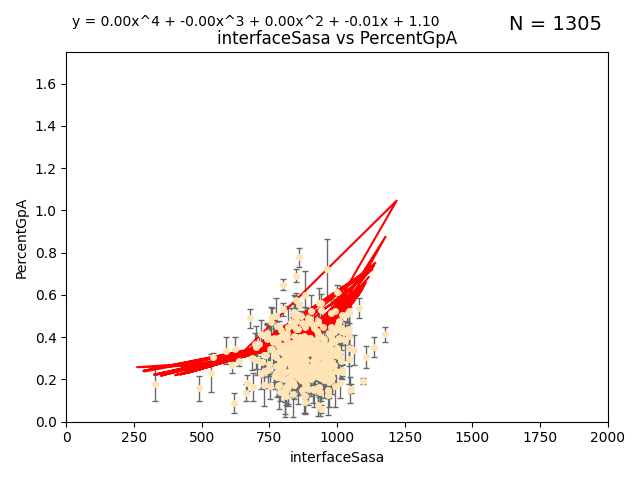 y = 0.00x^4 + -0.00x^3 + 0.00x^2 + -0.01x + 1.10
N = 1305
interfaceSasa vs PercentGpA
PercentGpA
1.6
1.4
1.2
1.0
0.8
0.6
0.4
0.2
0.0
0 250 500 750 1000 1250 1500 1750 2000
interfaceSasa